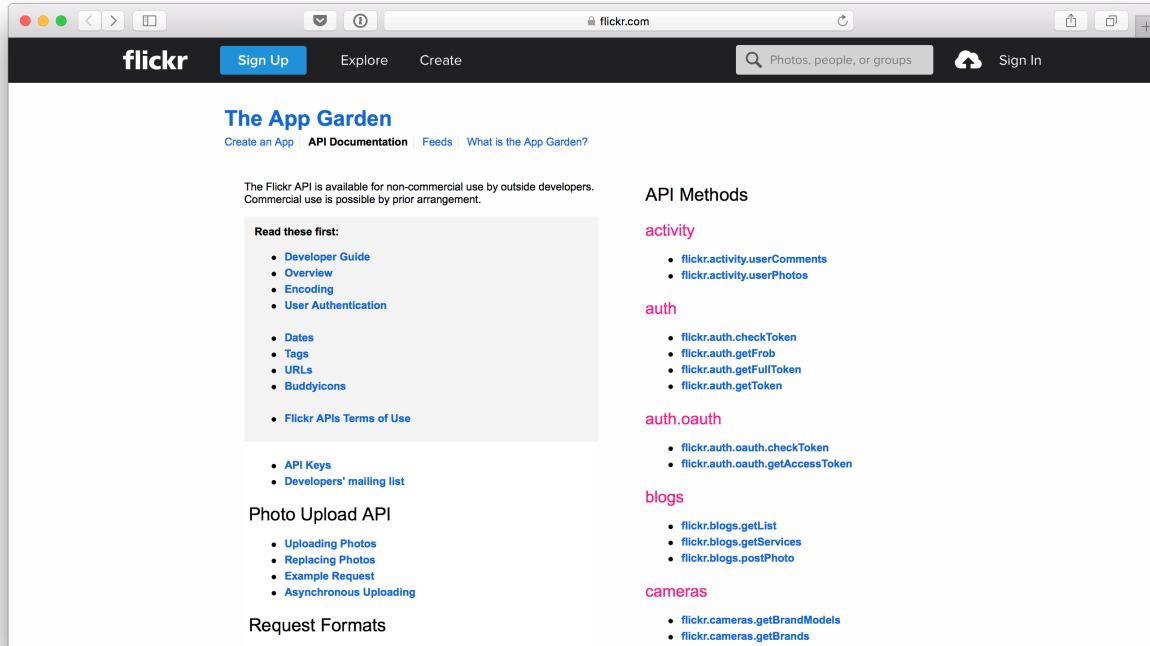 flickr.com
flickr
Sign Up
Explore
Create
Photos, people, or groups
Sign In
The App Garden
Create an App
API Documentation
Feeds
What is the App Garden?
The Flickr API is available for non-commercial use by outside developers.
Commercial use is possible by prior arrangement.
Read these first:
Developer Guide
Overview
Encoding
User Authentication
Dates
Tags
URLs
Buddyicons
Flickr APIs Terms of Use
API Keys
Developers' mailing list
Photo Upload API
Uploading Photos
Replacing Photos
Example Request
Asynchronous Uploading
Request Formats
API Methods
activity
flickr.activity.userComments
flickr.activity.userPhotos
auth
flickr.auth.checkToken
flickr.auth.getFrob
flickr.auth.getFullToken
flickr.auth.getToken
auth.oauth
flickr.auth.oauth.checkToken
flickr.auth.oauth.getAccessToken
blogs
flickr.blogs.getList
flickr.blogs.getServices
flickr.blogs.postPhoto
cameras
flickr.cameras.getBrandModels
flickr.cameras.getBrands